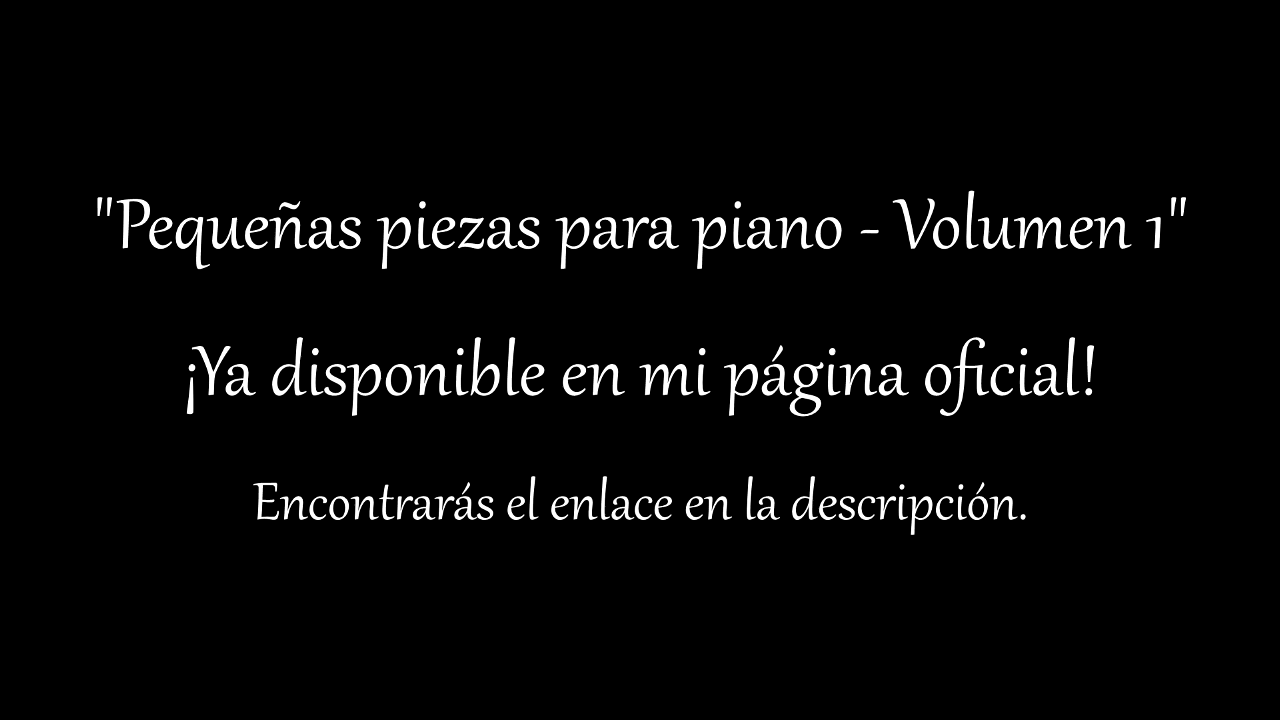 "Pequeñas piezas para piano - Volumen 1"
¡Ya disponible en mi página oficial!
Encontrarás el enlace en la descripción.